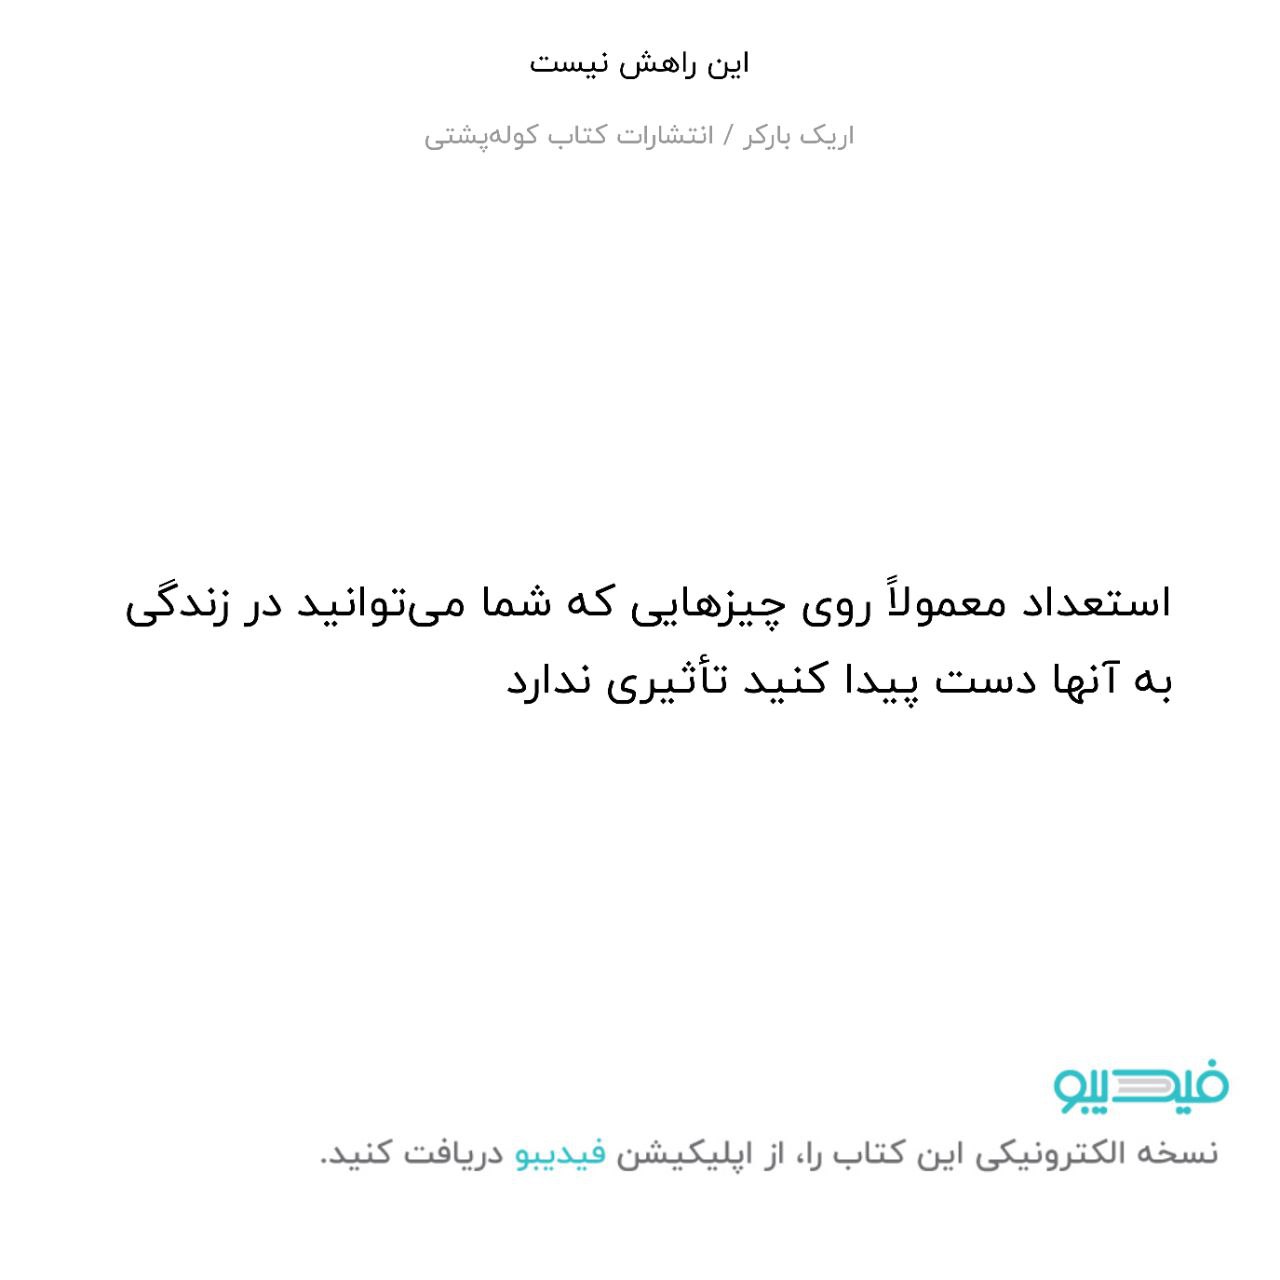 این راهش نیست
اریک بارکر / انتشارات کتاب کوله‌پشتی
استعداد معمولاً روی چیزهایی که شما می‌توانید در زندگی
به آنها دست پیدا کنید تأثیری ندارد
فیدیبو
نسخه الکترونیکی این کتاب را، از اپلیکیشن فیدیبو دریافت کنید.